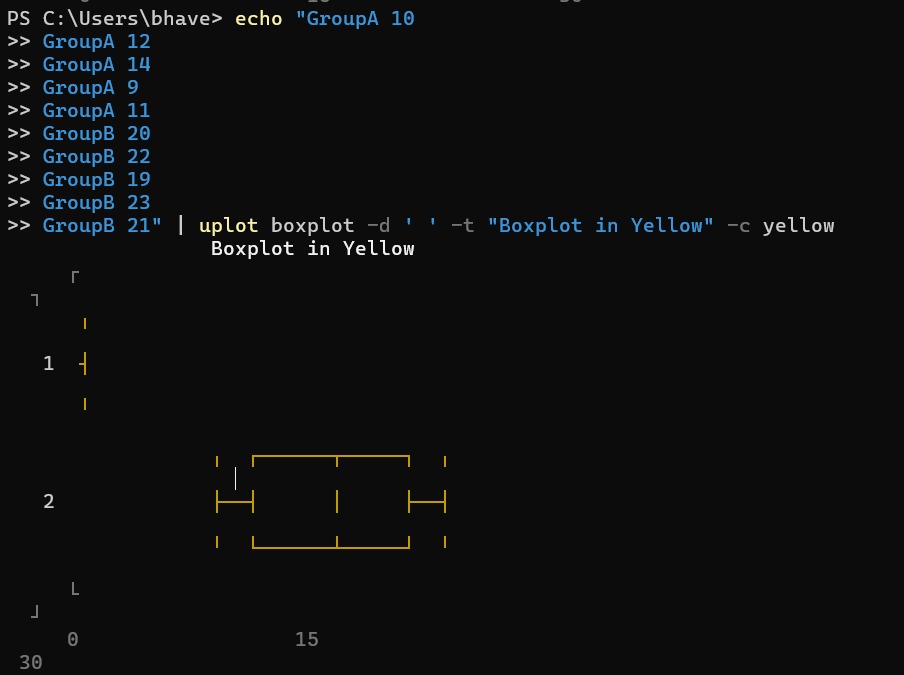 PS C:\Users\bhave> echo "GroupA 10
>> GroupA 12
>> GroupA 14
>> GroupA 9
>> GroupA 11
>> GroupB 20
>> GroupB 22
>> GroupB 19
>> GroupB 23
>> GroupB 21" | uplot boxplot -d ' ' -t "Boxplot in Yellow" -c yellow
Boxplot in Yellow
1
2
0 15
30